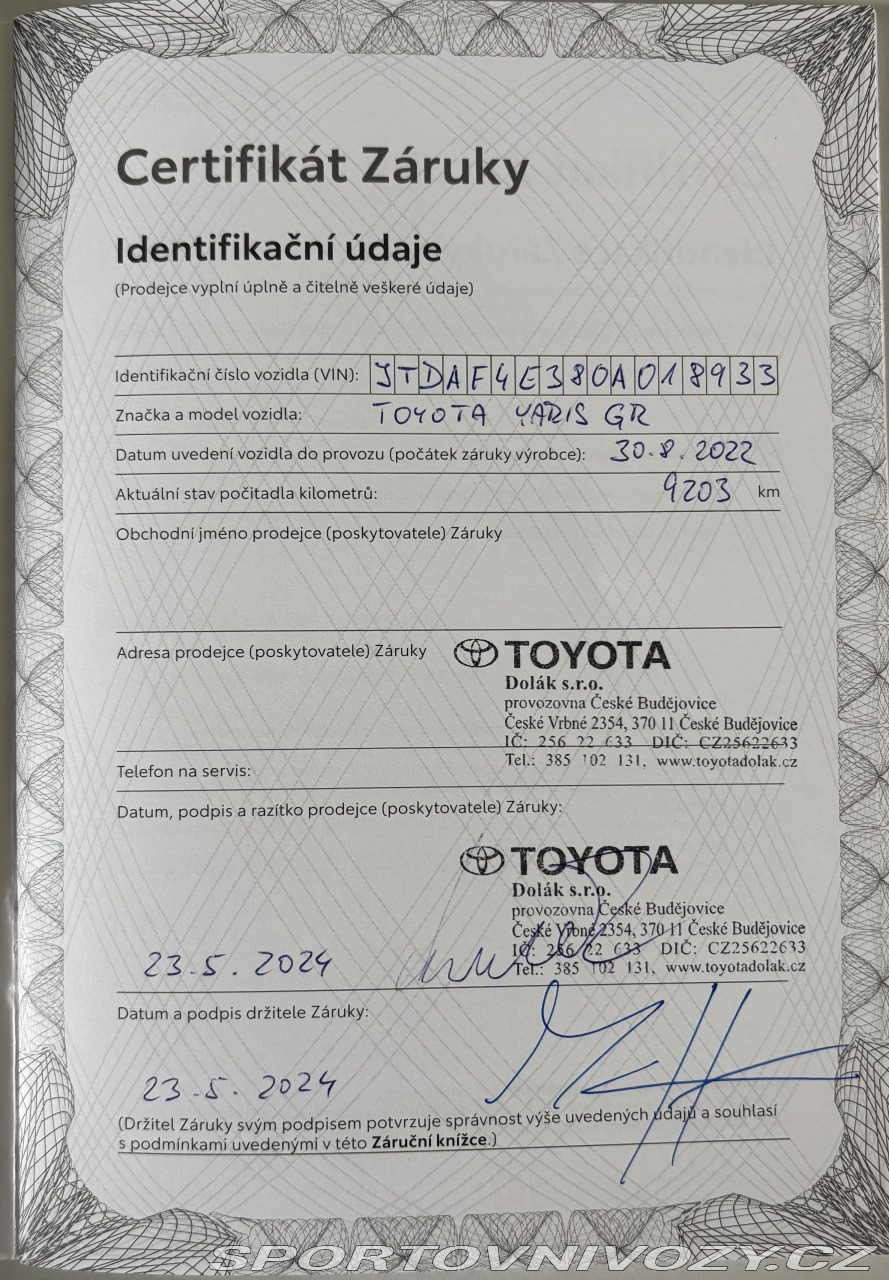 Certifikát Záruky
Identifikační údaje
(Prodejce vyplní úplně a čitelně veškeré údaje)
Identifikační číslo vozidla (VIN): JTDAF4E380A018933
Značka a model vozidla: TOYOTA YARIS GR
Datum uvedení vozidla do provozu (počátek záruky výrobce): 30.8.2022
Aktuální stav počitadla kilometrů: 9203 km
Obchodní jméno prodejce (poskytovatele) Záruky
Adresa prodejce (poskytovatele) Záruky TOYOTA
Dolák s.r.o.
provozovna České Budějovice
České Vrbné 2354, 370 11 České Budějovice
IČ: 256 22 633 DIČ: CZ25622633
Tel.: 385 102 131, www.toyotadolak.cz
Telefon na servis:
Datum, podpis a razítko prodejce (poskytovatele) Záruky:
TOYOTA
Dolák s.r.o.
provozovna České Budějovice
České Vrbné 2354, 370 11 České Budějovice
IČ: 256 22 633 DIČ: CZ25622633
23.5.2024 Tel.: 385 102 131, www.toyotadolak.cz
Datum a podpis držitele Záruky:
23.5.2024
(Držitel Záruky svým podpisem potvrzuje správnost výše uvedených údajů a souhlasí
s podmínkami uvedenými v této Záruční knížce.)
SPORTOVNIVOZY.CZ